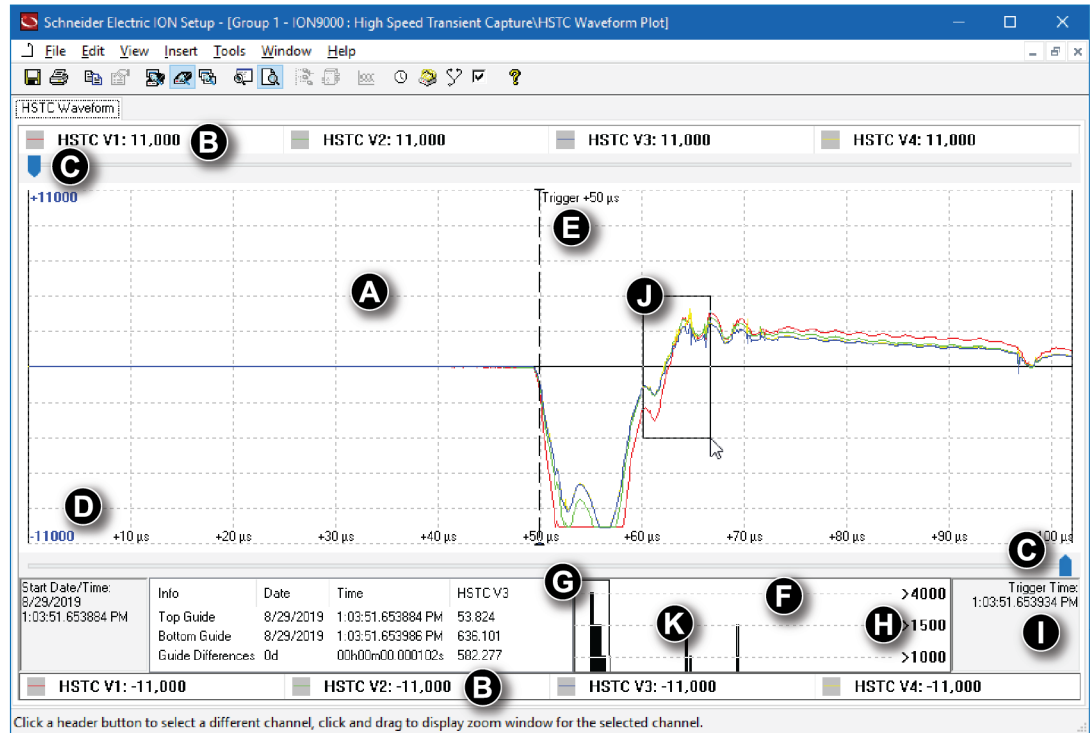 Schneider Electric ION Setup - [Group 1 - ION9000 : High Speed Transient Capture\HSTC Waveform Plot]
File Edit View Insert Tools Window Help
HSTC Waveform
HSTC V1: 11,000 B HSTC V2: 11,000 HSTC V3: 11,000 HSTC V4: 11,000
C
+11000 Trigger +50 µs
E
A J
D
-11000 +10 µs +20 µs +30 µs +40 µs +50 µs +60 µs +70 µs +80 µs +90 µs +100 µs
C
Start Date/Time:
8/29/2019
1:03:51.653884 PM
Info Date Time HSTC V3
Top Guide 8/29/2019 1:03:51.653884 PM 53.824
Bottom Guide 8/29/2019 1:03:51.653986 PM 636.101
Guide Differences 0d 00h00m00.000102s 582.277
G F >4000
K H >1500
>1000
Trigger Time:
1:03:51.653934 PM
I
HSTC V1: -11,000 HSTC V2: -11,000 B HSTC V3: -11,000 HSTC V4: -11,000
Click a header button to select a different channel, click and drag to display zoom window for the selected channel.